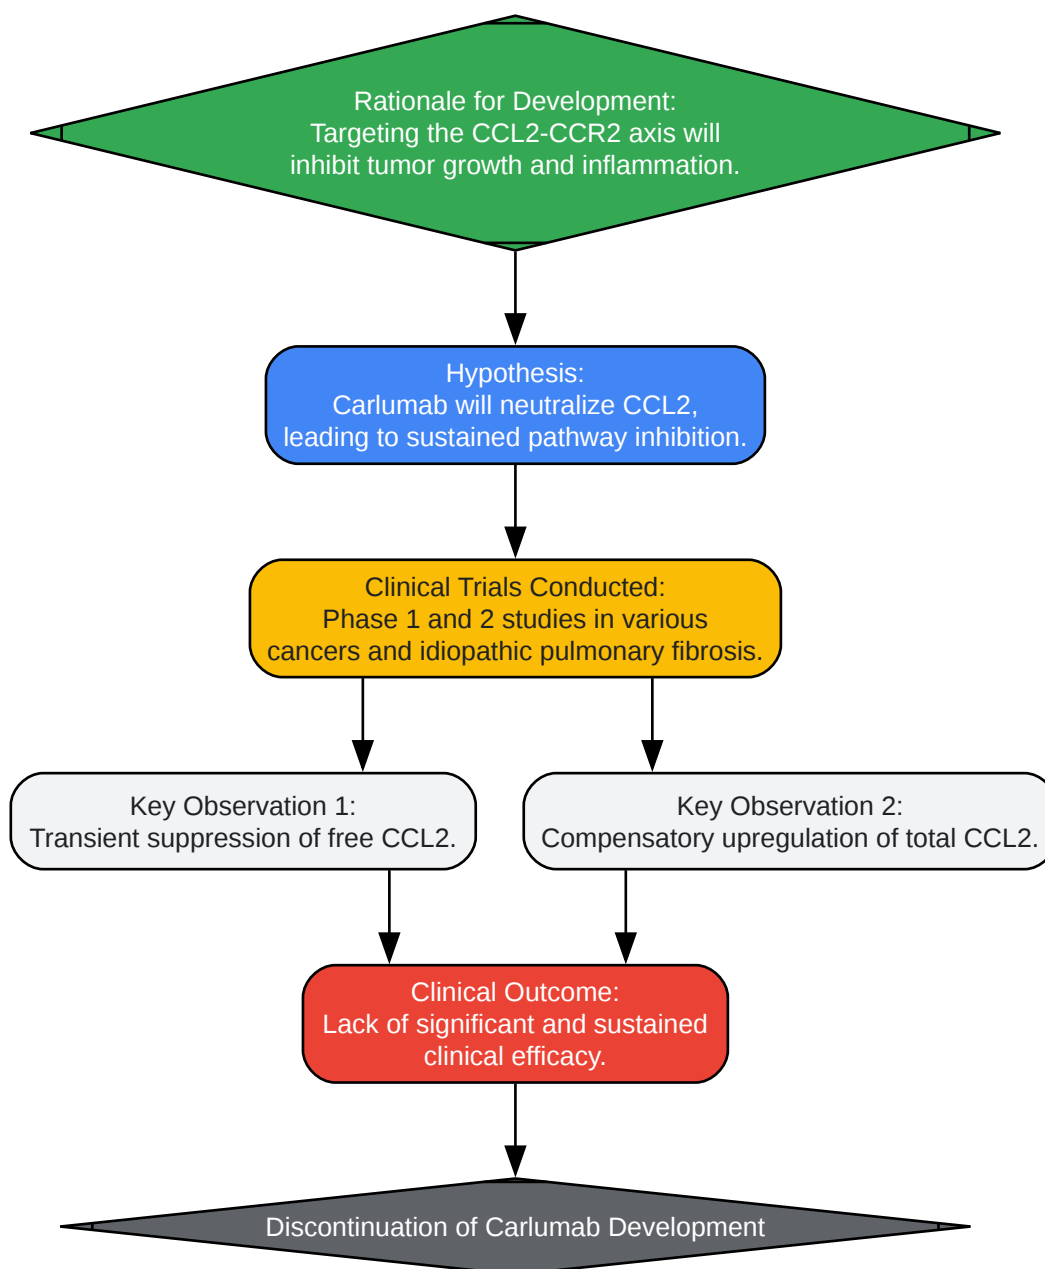 Rationale for Development:
Targeting the CCL2-CCR2 axis will
inhibit tumor growth and inflammation.
Hypothesis:
Carlumab will neutralize CCL2,
leading to sustained pathway inhibition.
Clinical Trials Conducted:
Phase 1 and 2 studies in various
cancers and idiopathic pulmonary fibrosis.
Key Observation 1:
Transient suppression of free CCL2.
Key Observation 2:
Compensatory upregulation of total CCL2.
Clinical Outcome:
Lack of significant and sustained
clinical efficacy.
Discontinuation of Carlumab Development